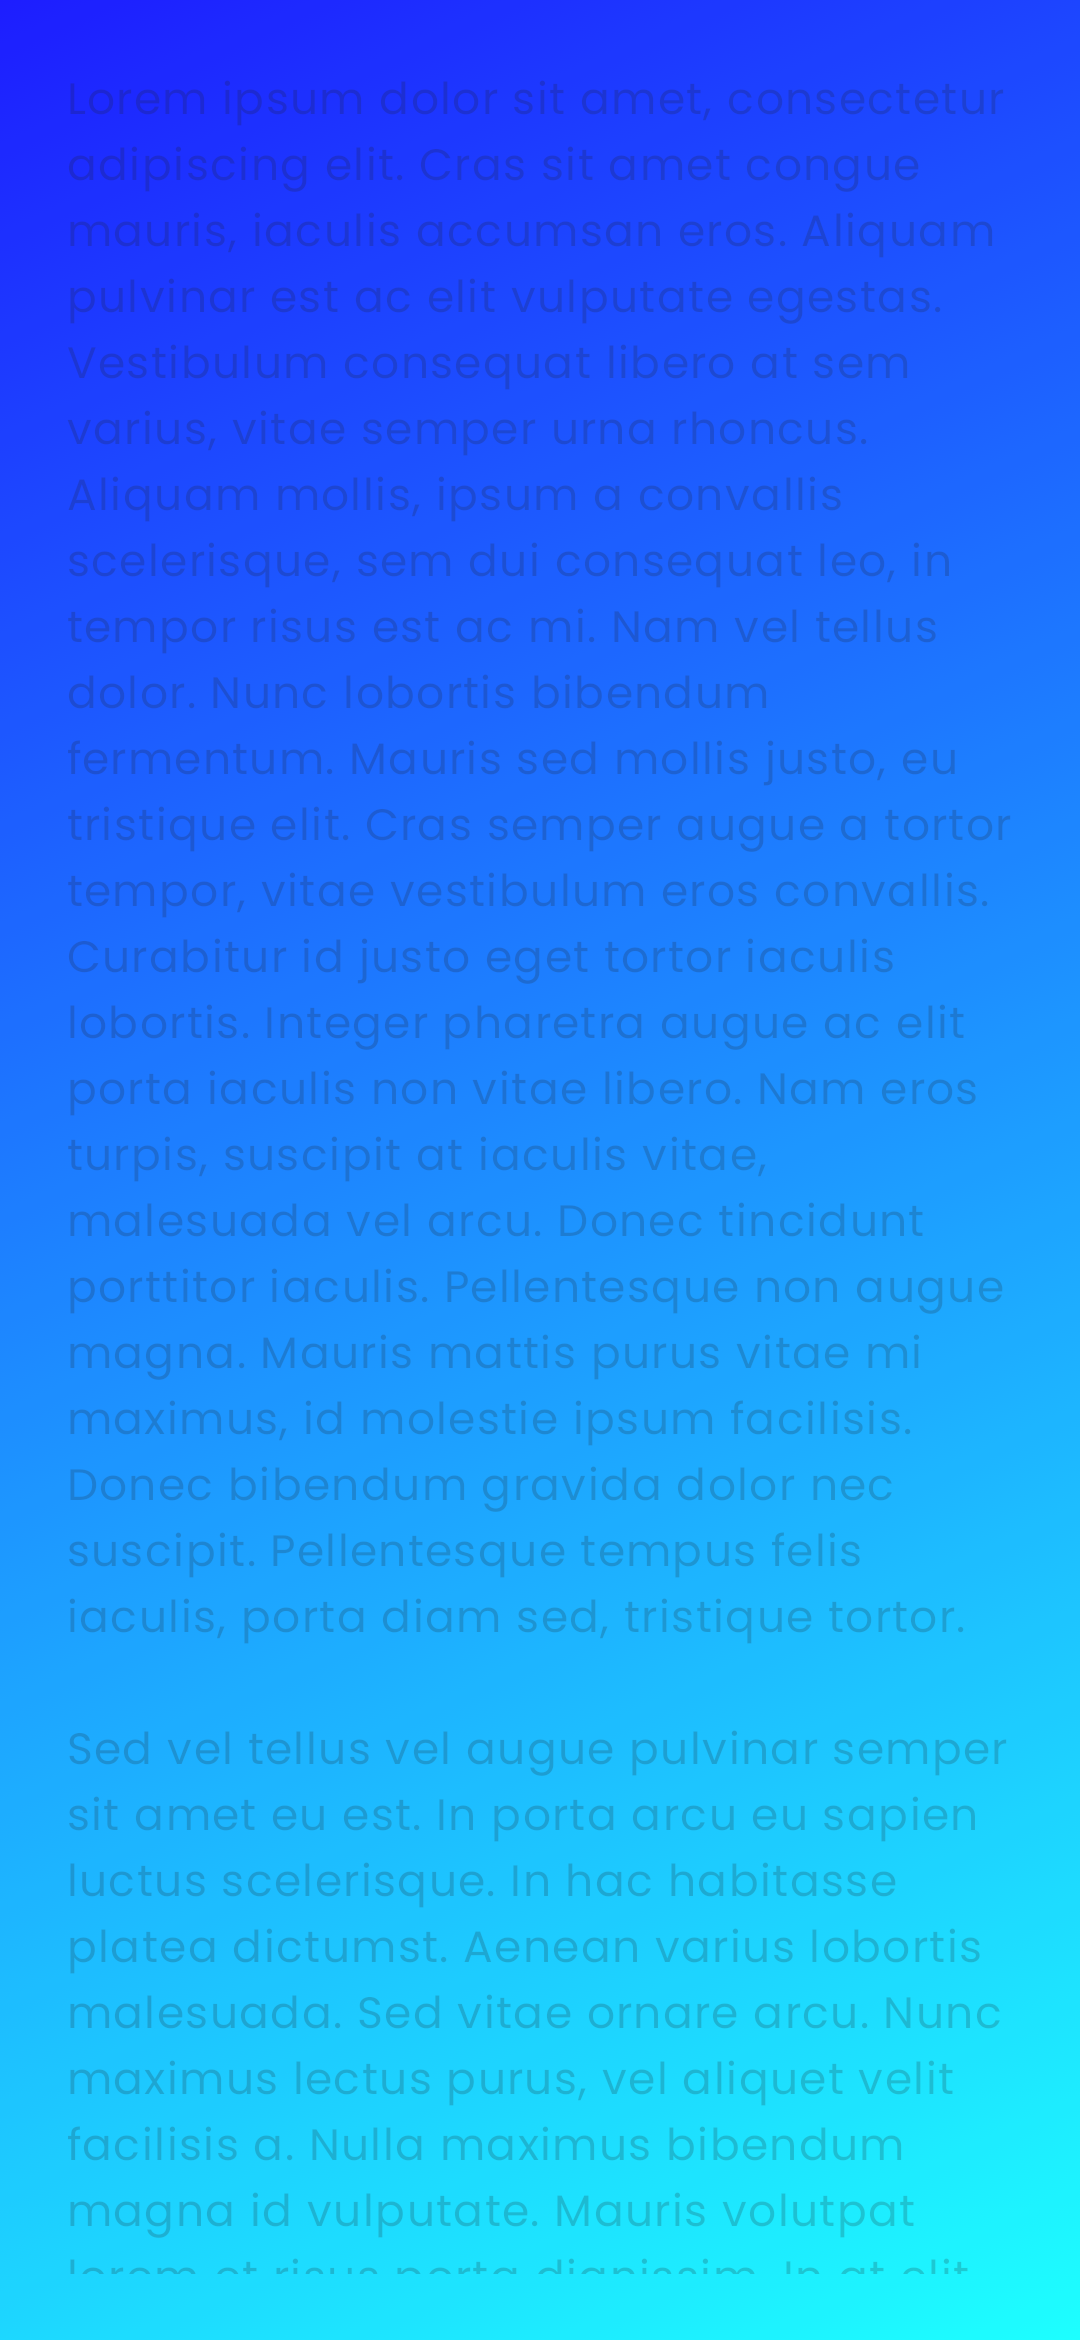 Lorem ipsum dolor sit amet, consectetur
adipiscing elit. Cras sit amet congue
mauris, iaculis accumsan eros. Aliquam
pulvinar est ac elit vulputate egestas.
Vestibulum consequat libero at sem
varius, vitae semper urna rhoncus.
Aliquam mollis, ipsum a convallis
scelerisque, sem dui consequat leo, in
tempor risus est ac mi. Nam vel tellus
dolor. Nunc lobortis bibendum
fermentum. Mauris sed mollis justo, eu
tristique elit. Cras semper augue a tortor
tempor, vitae vestibulum eros convallis.
Curabitur id justo eget tortor iaculis
lobortis. Integer pharetra augue ac elit
porta iaculis non vitae libero. Nam eros
turpis, suscipit at iaculis vitae,
malesuada vel arcu. Donec tincidunt
porttitor iaculis. Pellentesque non augue
magna. Mauris mattis purus vitae mi
maximus, id molestie ipsum facilisis.
Donec bibendum gravida dolor nec
suscipit. Pellentesque tempus felis
iaculis, porta diam sed, tristique tortor.
Sed vel tellus vel augue pulvinar semper
sit amet eu est. In porta arcu eu sapien
luctus scelerisque. In hac habitasse
platea dictumst. Aenean varius lobortis
malesuada. Sed vitae ornare arcu. Nunc
maximus lectus purus, vel aliquet velit
facilisis a. Nulla maximus bibendum
magna id vulputate. Mauris volutpat
lorem et risus porta dignissim. In at elit